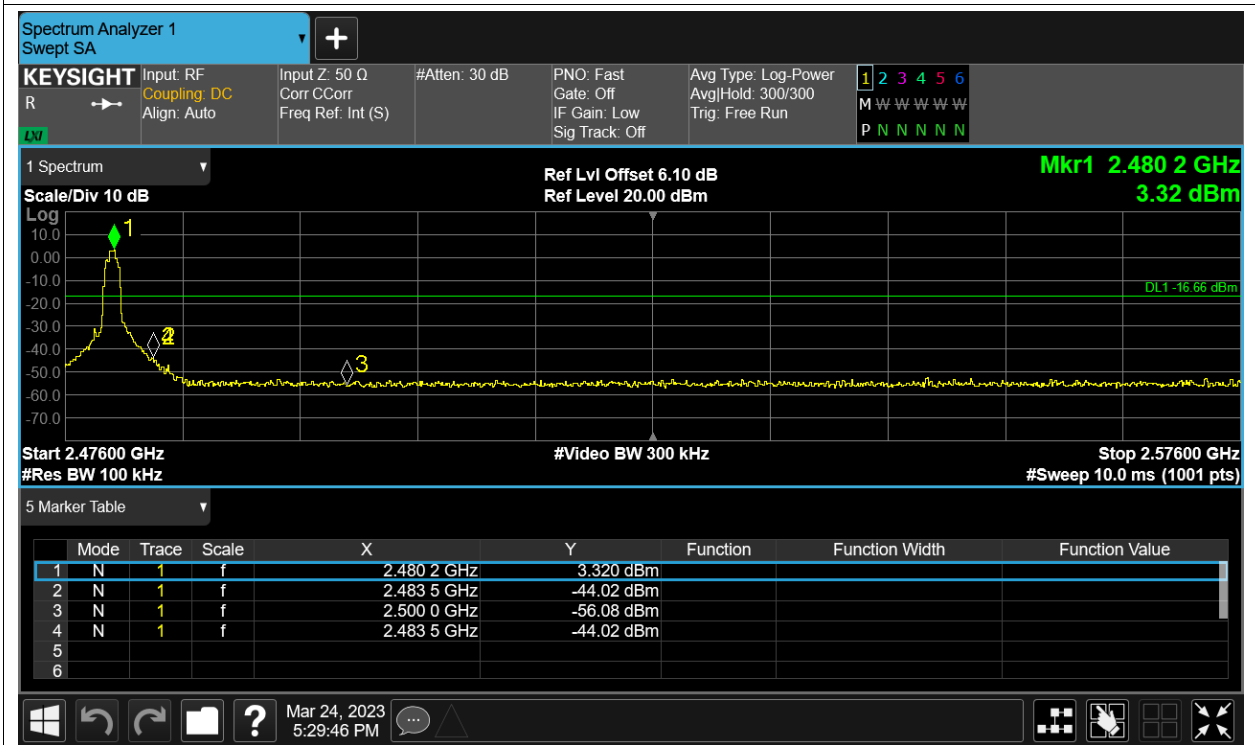 Spectrum Analyzer 1
Swept SA
KEYSIGHT
R
LXI
Input: RF
Coupling: DC
Align: Auto
Input Z: 50 Ω
Corr CCorr
Freq Ref: Int (S)
#Atten: 30 dB
PNO: Fast
Gate: Off
IF Gain: Low
Sig Track: Off
Avg Type: Log-Power
Avg|Hold: 300/300
Trig: Free Run
1 2 3 4 5 6
M W W W W W
P N N N N N
1 Spectrum
Scale/Div 10 dB
Ref Lvl Offset 6.10 dB
Ref Level 20.00 dBm
Mkr1 2.480 2 GHz
3.32 dBm
Log
10.0
0.00
-10.0
-20.0
-30.0
-40.0
-50.0
-60.0
-70.0
1
DL1 -16.66 dBm
2
3
Start 2.47600 GHz
#Video BW 300 kHz
Stop 2.57600 GHz
#Res BW 100 kHz
#Sweep 10.0 ms (1001 pts)
5 Marker Table
Mode Trace Scale X Y Function Function Width Function Value
1 N 1 f 2.480 2 GHz 3.320 dBm
2 N 1 f 2.483 5 GHz -44.02 dBm
3 N 1 f 2.500 0 GHz -56.08 dBm
4 N 1 f 2.483 5 GHz -44.02 dBm
5
6
?
Mar 24, 2023
5:29:46 PM